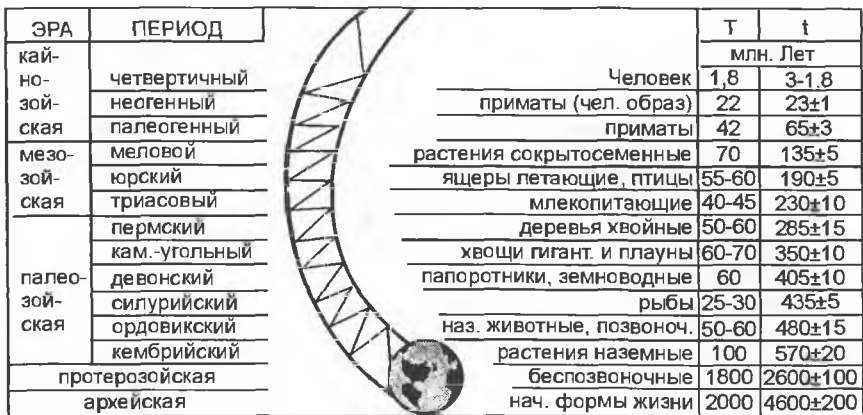 ЭРА ПЕРИОД Т t
кай- млн. Лет
но- четвертичный Человек 1,8 3-1.8
зой- неогенный приматы (чел. образ) 22 23±1
ская палеогенный приматы 42 65±3
мезо- меловой растения сокрытосеменные 70 135±5
зой- юрский ящеры летающие, птицы 55-60 190±5
ская триасовый млекопитающие 40-45 230±10
пермский деревья хвойные 50-60 285±15
кам.-угольный хвощи гигант. и плауны 60-70 350±10
палео- девонский папоротники, земноводные 60 405±10
зой- силурийский рыбы 25-30 435±5
ская ордовикский наз. животные, позвоноч. 50-60 480±15
кембрийский растения наземные 100 570±20
протерозойская беспозвоночные 1800 2600±100
архейская нач. формы жизни 2000 4600±200